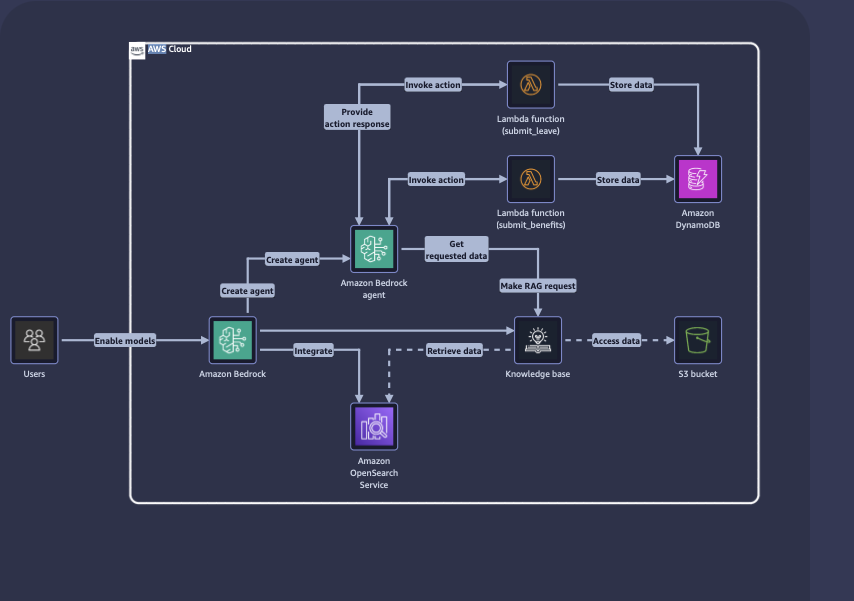 aws
AWS Cloud
Invoke action
Store data
Provide
action response
Lambda function
(submit_leave)
Invoke action
Store data
Lambda function
(submit_benefits)
Amazon
DynamoDB
Get
requested data
Create agent
Amazon Bedrock
agent
Make RAG request
Create agent
Enable models
Access data
Integrate
Retrieve data
Users
Amazon Bedrock
Knowledge base
S3 bucket
Amazon
OpenSearch
Service